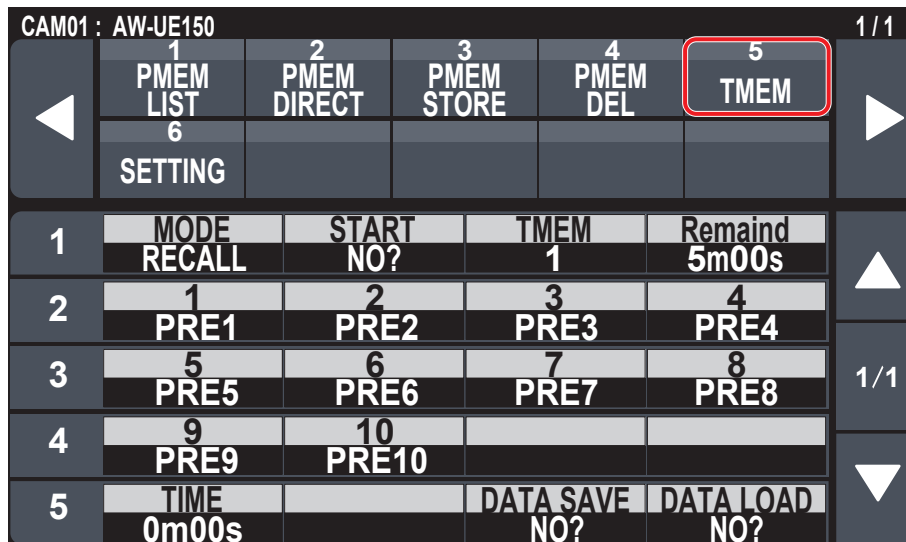 CAM01 : AW-UE150 1 / 1
1 2 3 4 5
PMEM LIST PMEM DIRECT PMEM STORE PMEM DEL TMEM
6
SETTING
1 MODE START TMEM Remaind
RECALL NO? 1 5m00s
2 1 2 3 4
PRE1 PRE2 PRE3 PRE4
3 5 6 7 8 1/1
PRE5 PRE6 PRE7 PRE8
4 9 10
PRE9 PRE10
5 TIME DATA SAVE DATA LOAD
0m00s NO? NO?